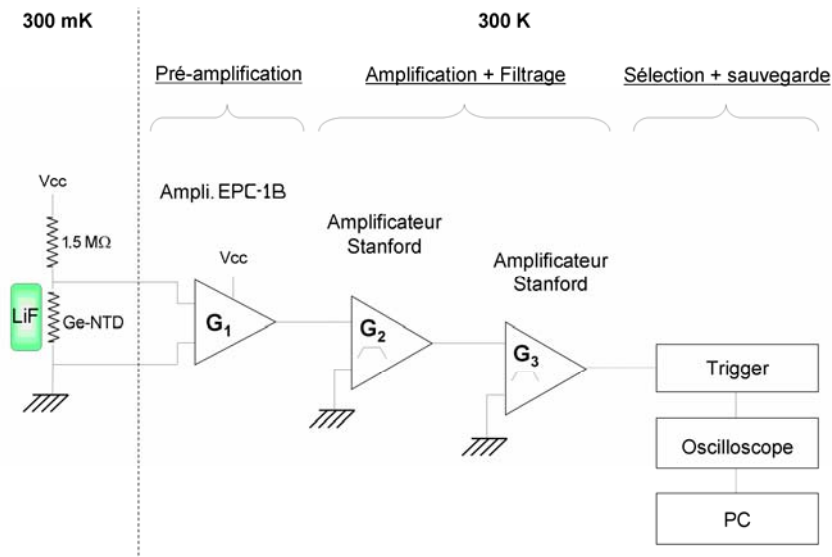 300 mK
300 K
Pré-amplification
Amplification + Filtrage
Sélection + sauvegarde
Vcc
1.5 MΩ
LiF
Ge-NTD
Ampli. EPC-1B
Vcc
G1
Amplificateur
Stanford
G2
Amplificateur
Stanford
G3
Trigger
Oscilloscope
PC